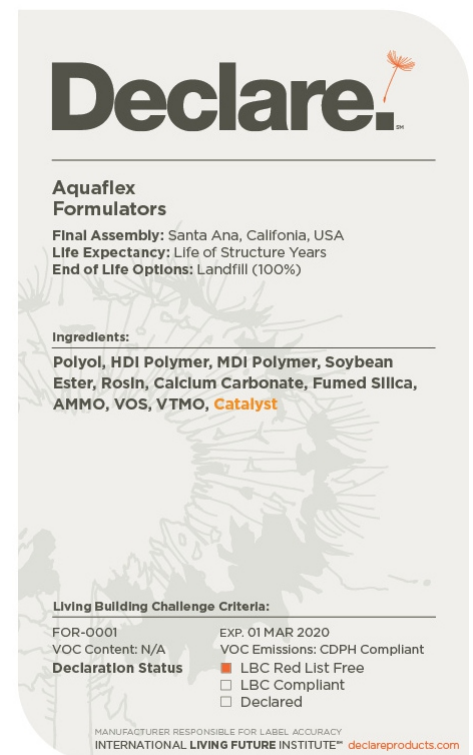 Declare.℠
Aquaflex
Formulators
Final Assembly: Santa Ana, Califonia, USA
Life Expectancy: Life of Structure Years
End of Life Options: Landfill (100%)
Ingredients:
Polyol, HDI Polymer, MDI Polymer, Soybean
Ester, Rosin, Calcium Carbonate, Fumed Silica,
AMMO, VOS, VTMO, Catalyst
Living Building Challenge Criteria:
FOR-0001 EXP. 01 MAR 2020
VOC Content: N/A VOC Emissions: CDPH Compliant
Declaration Status LBC Red List Free
LBC Compliant
Declared
MANUFACTURER RESPONSIBLE FOR LABEL ACCURACY
INTERNATIONAL LIVING FUTURE INSTITUTE℠ declareproducts.com